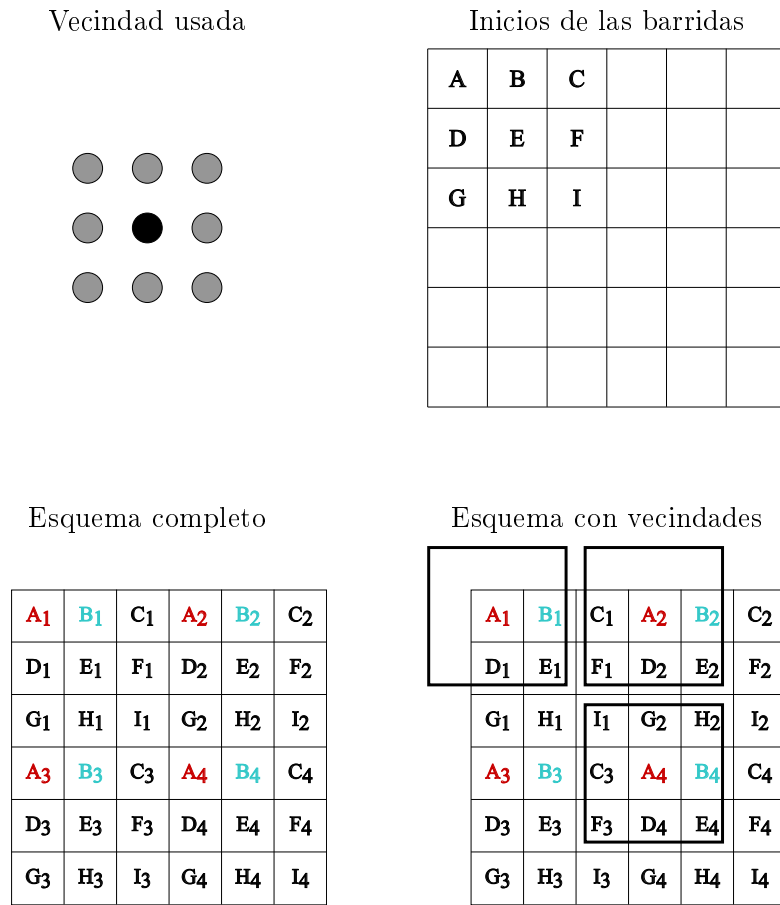 Vecindad usada
Inicios de las barridas
A B C
D E F
G H I
Esquema completo
A1 B1 C1 A2 B2 C2
D1 E1 F1 D2 E2 F2
G1 H1 I1 G2 H2 I2
A3 B3 C3 A4 B4 C4
D3 E3 F3 D4 E4 F4
G3 H3 I3 G4 H4 I4
Esquema con vecindades
A1 B1 C1 A2 B2 C2
D1 E1 F1 D2 E2 F2
G1 H1 I1 G2 H2 I2
A3 B3 C3 A4 B4 C4
D3 E3 F3 D4 E4 F4
G3 H3 I3 G4 H4 I4